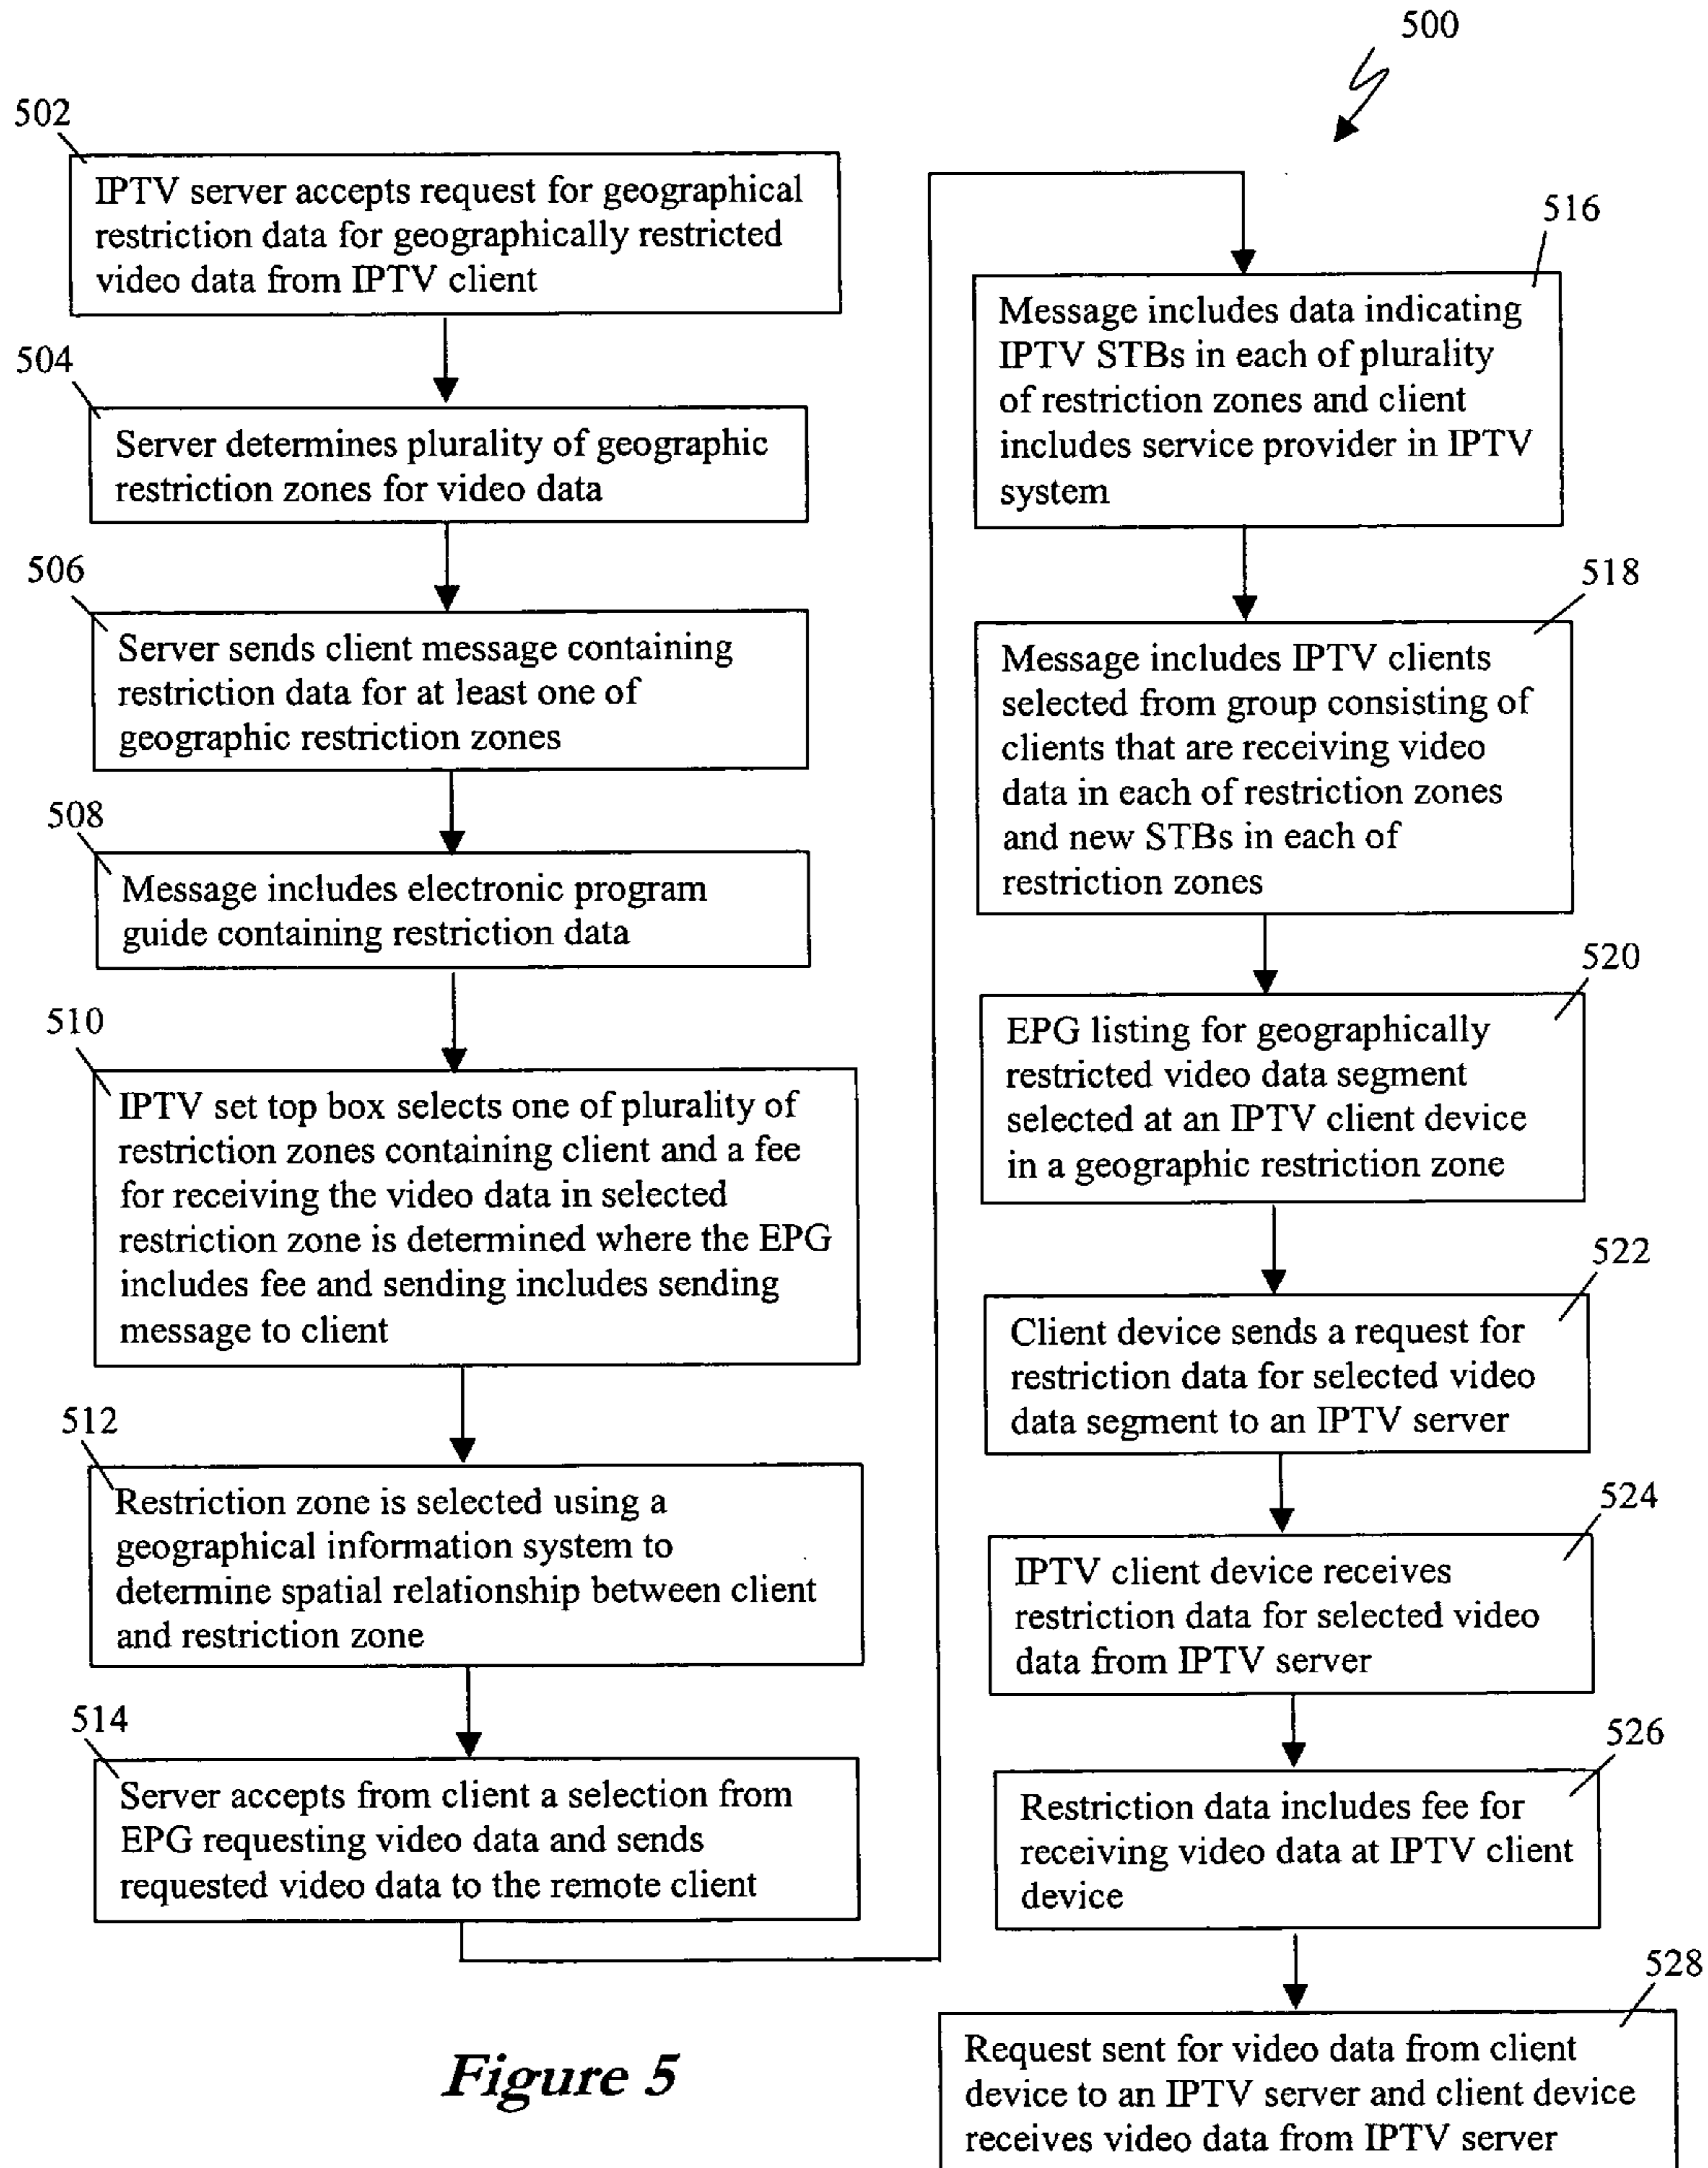 500
502
IPTV server accepts request for geographical
restriction data for geographically restricted
video data from IPTV client
504
Server determines plurality of geographic
restriction zones for video data
506
Server sends client message containing
restriction data for at least one of
geographic restriction zones
508
Message includes electronic program
guide containing restriction data
510
IPTV set top box selects one of plurality of
restriction zones containing client and a fee
for receiving the video data in selected
restriction zone is determined where the EPG
includes fee and sending includes sending
message to client
512
Restriction zone is selected using a
geographical information system to
determine spatial relationship between client
and restriction zone
514
Server accepts from client a selection from
EPG requesting video data and sends
requested video data to the remote client
516
Message includes data indicating
IPTV STBs in each of plurality
of restriction zones and client
includes service provider in IPTV
system
518
Message includes IPTV clients
selected from group consisting of
clients that are receiving video
data in each of restriction zones
and new STBs in each of
restriction zones
520
EPG listing for geographically
restricted video data segment
selected at an IPTV client device
in a geographic restriction zone
522
Client device sends a request for
restriction data for selected video
data segment to an IPTV server
524
IPTV client device receives
restriction data for selected video
data from IPTV server
526
Restriction data includes fee for
receiving video data at IPTV client
device
528
Request sent for video data from client
device to an IPTV server and client device
receives video data from IPTV server
Figure 5